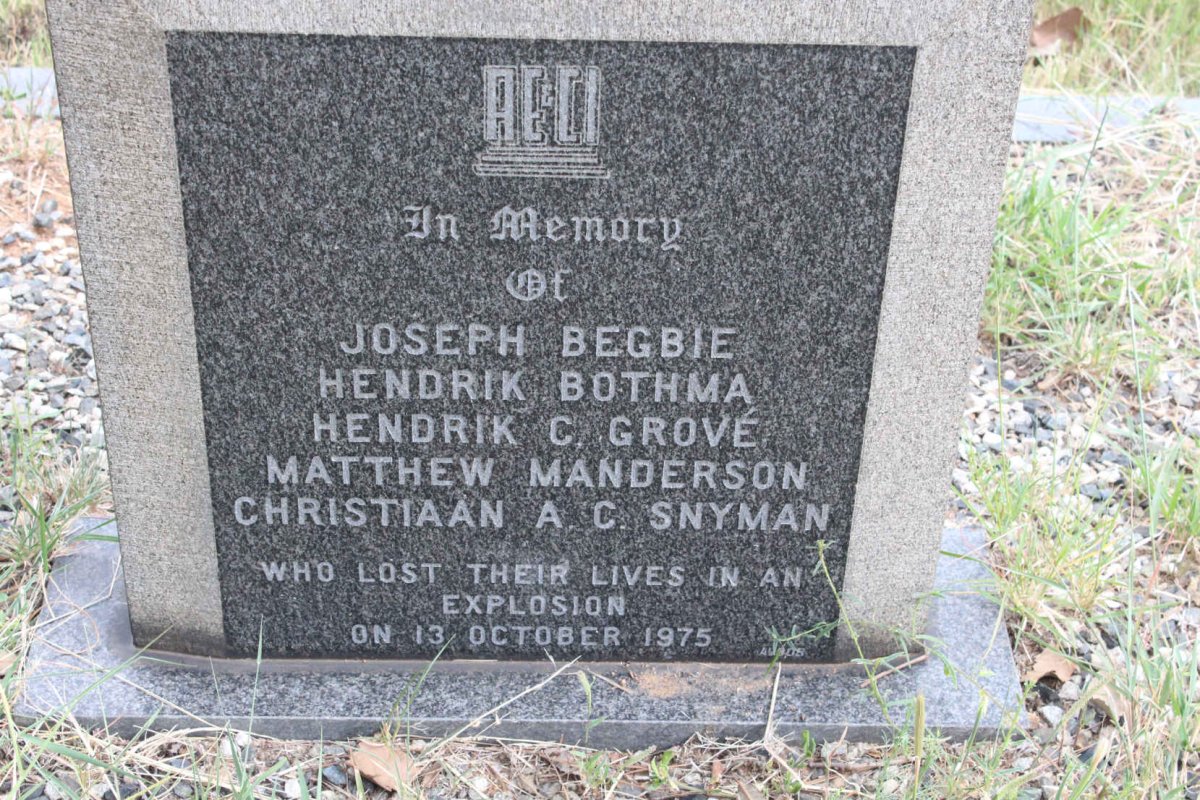 AE&CI
In Memory
Of
JOSEPH BEGBIE
HENDRIK BOTHMA
HENDRIK C. GROVÉ
MATTHEW MANDERSON
CHRISTIAAN A. C. SNYMAN
WHO LOST THEIR LIVES IN AN
EXPLOSION
ON 13 OCTOBER 1975